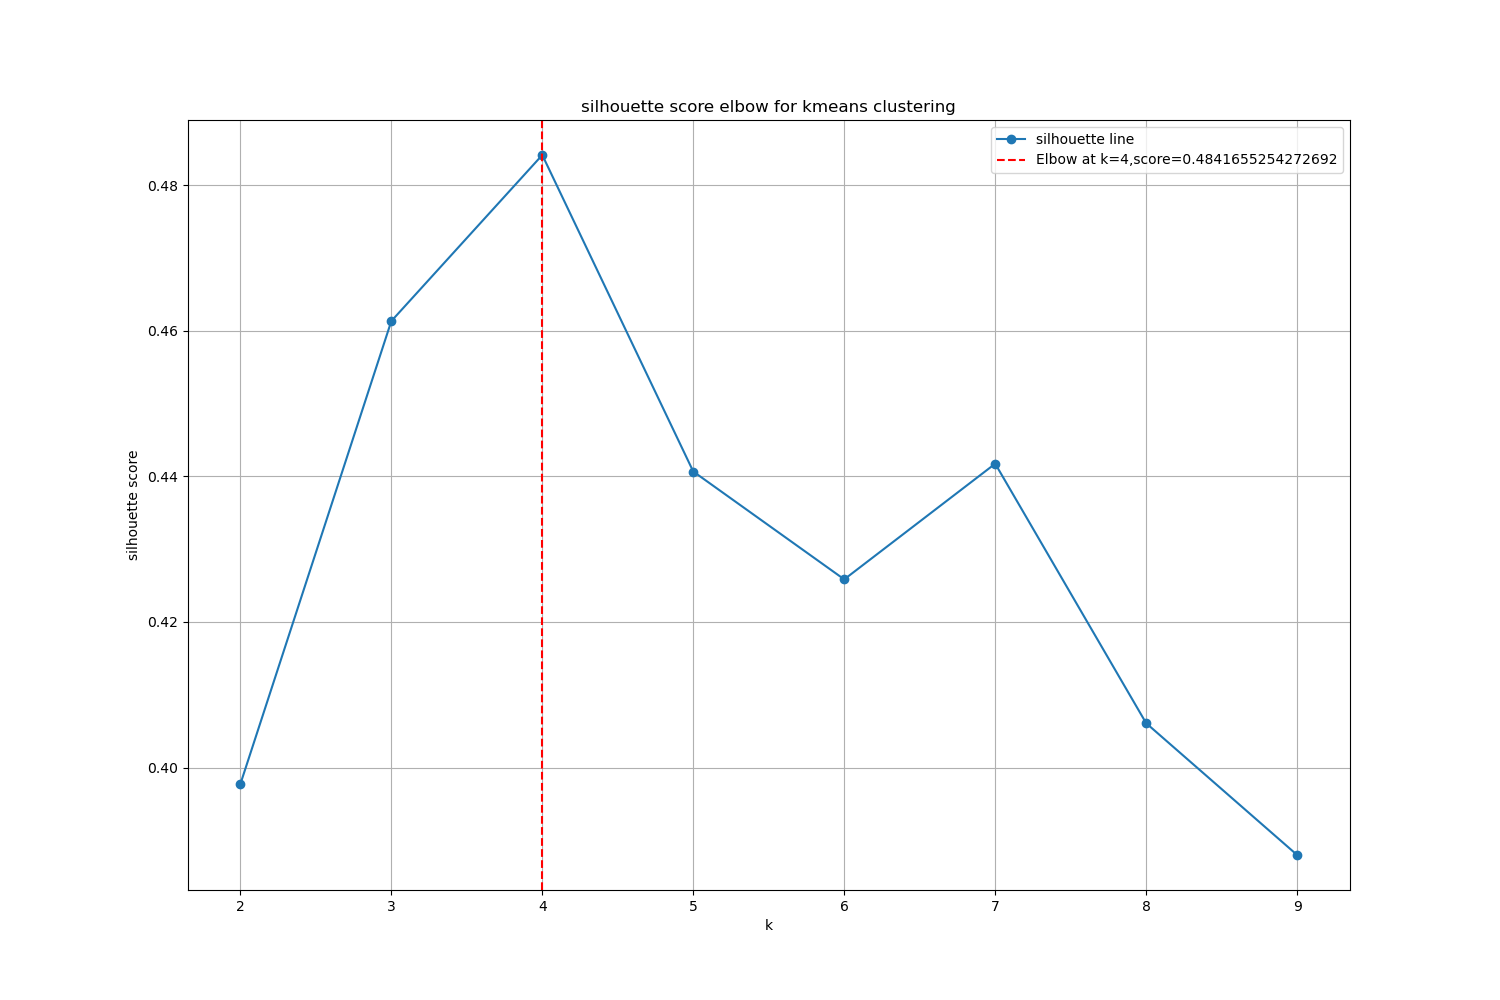 silhouette score elbow for kmeans clustering
silhouette line
Elbow at k=4,score=0.4841655254272692
0.48
0.46
0.44
0.42
0.40
silhouette score
2 3 4 5 6 7 8 9
k